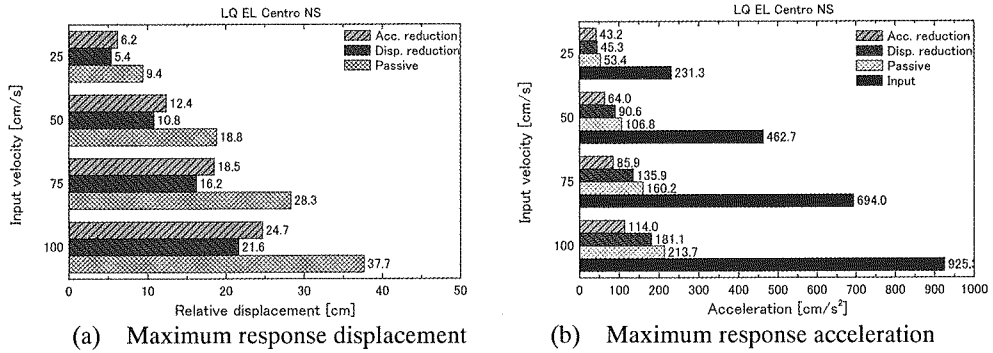 LQ EL Centro NS
Input velocity [cm/s]
25
50
75
100
6.2
5.4
9.4
12.4
10.8
18.8
18.5
16.2
28.3
24.7
21.6
37.7
Acc. reduction
Disp. reduction
Passive
0 10 20 30 40 50
Relative displacement [cm]
(a) Maximum response displacement
LQ EL Centro NS
Input velocity [cm/s]
25
50
75
100
43.2
45.3
53.4
231.3
64.0
90.6
106.8
462.7
85.9
135.9
160.2
694.0
114.0
181.1
213.7
925.
Acc. reduction
Disp. reduction
Passive
Input
0 100 200 300 400 500 600 700 800 900 1000
Acceleration [cm/s²]
(b) Maximum response acceleration